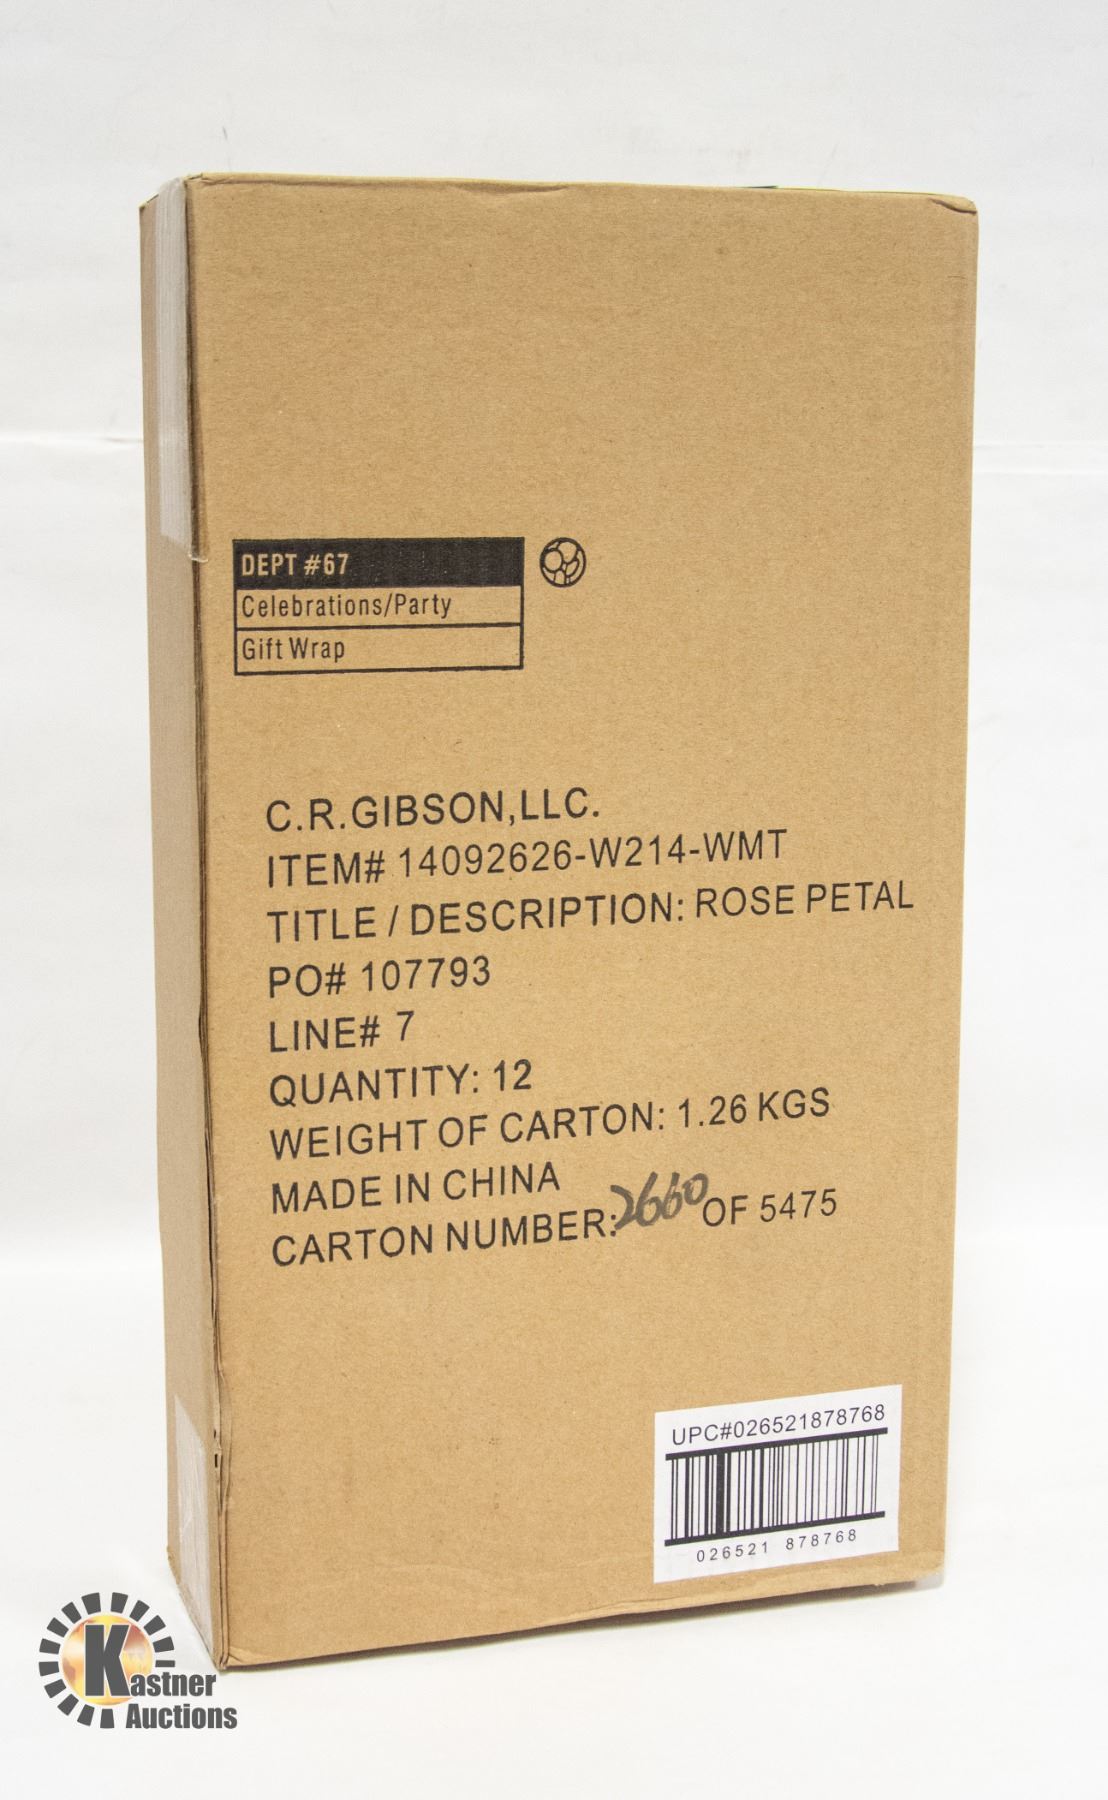 DEPT #67
Celebrations/Party
Gift Wrap
C.R.GIBSON,LLC.
ITEM# 14092626-W214-WMT
TITLE / DESCRIPTION: ROSE PETAL
PO# 107793
LINE# 7
QUANTITY: 12
WEIGHT OF CARTON: 1.26 KGS
MADE IN CHINA
CARTON NUMBER: 2660 OF 5475
UPC#026521878768
026521 878768
Kastner
Auctions